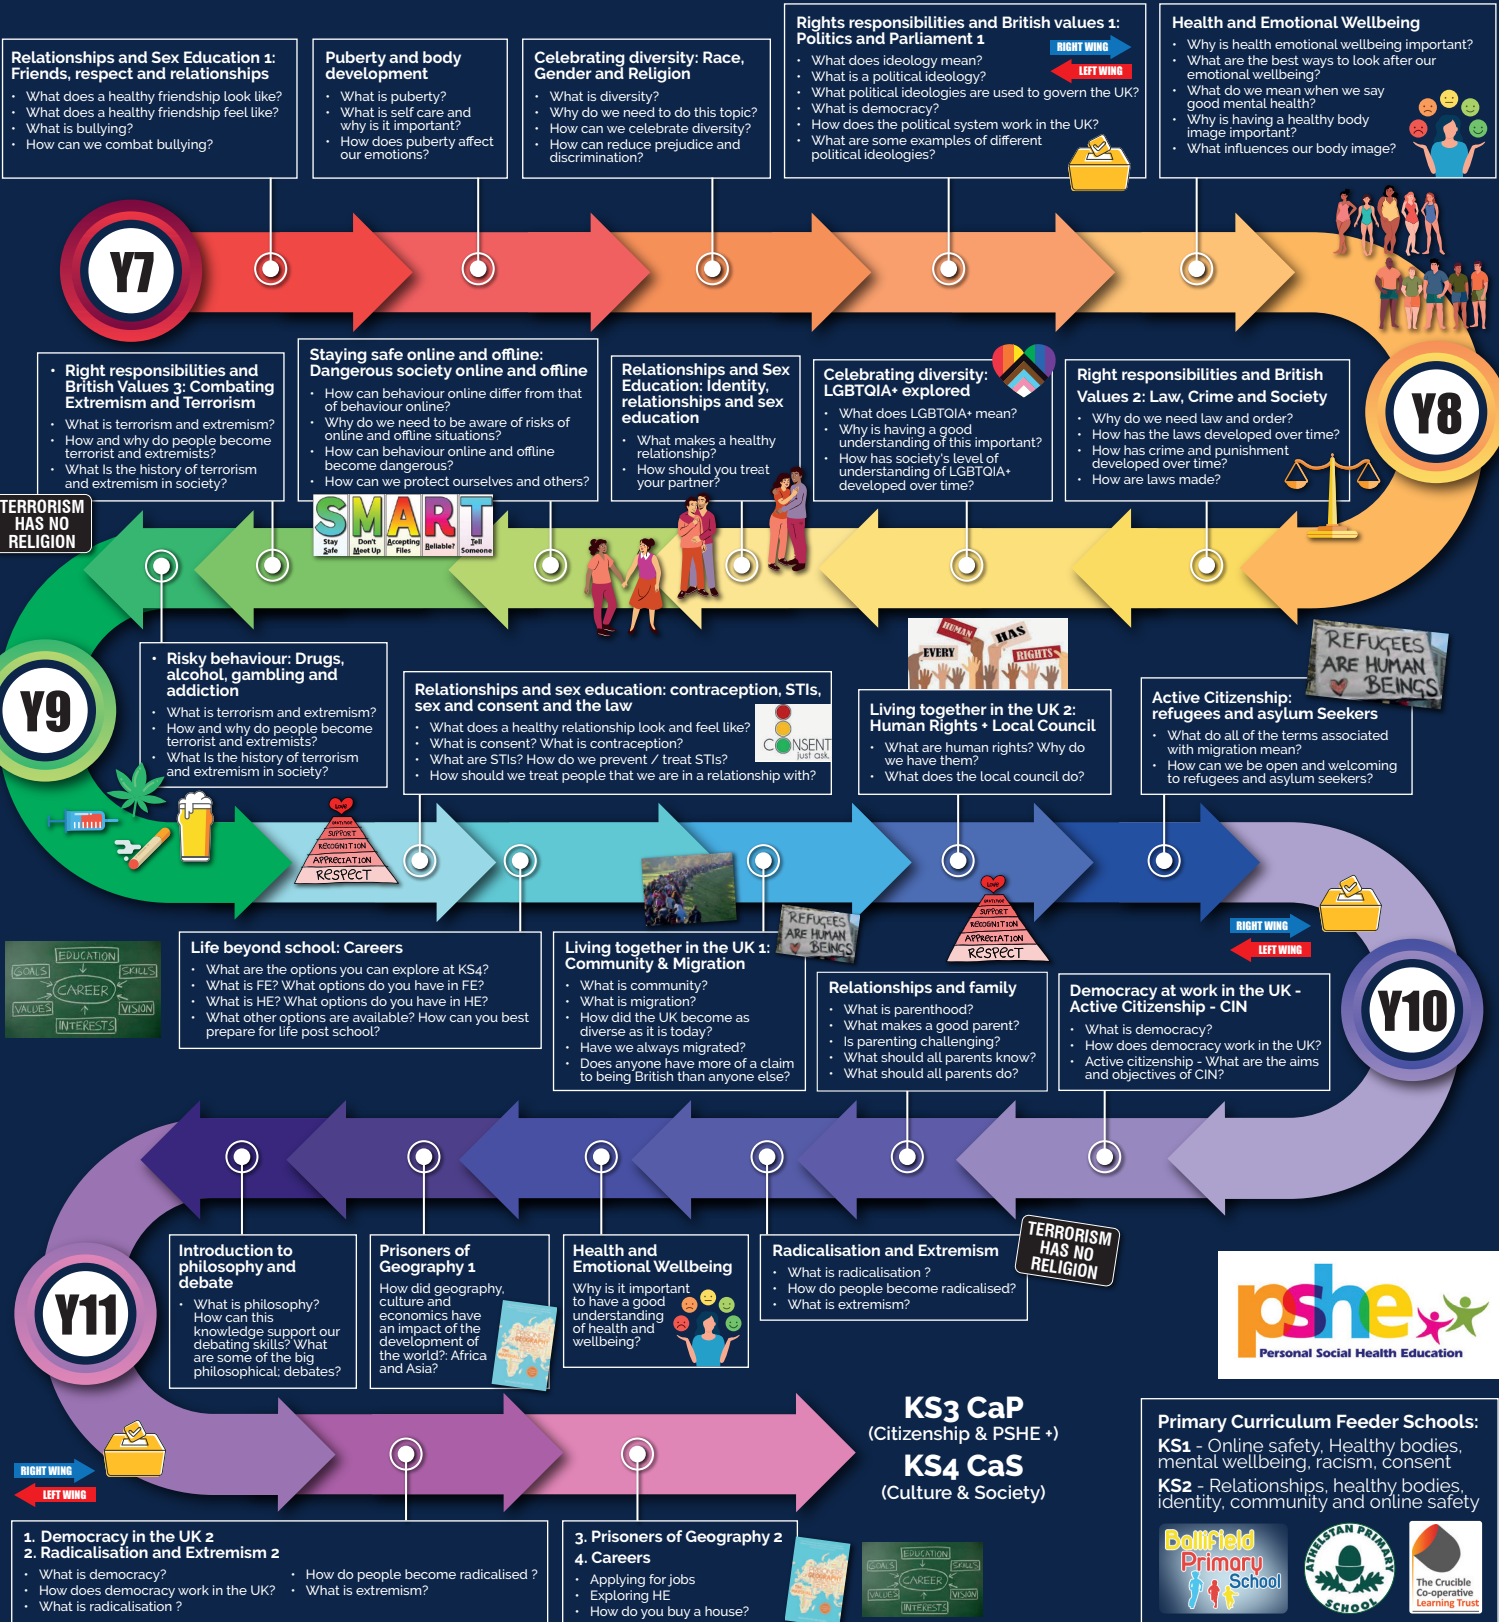 Relationships and Sex Education 1:
Friends, respect and relationships
• What does a healthy friendship look like?
• What does a healthy friendship feel like?
• What is bullying?
• How can we combat bullying?
Puberty and body
development
• What is puberty?
• What is self care and
why is it important?
• How does puberty affect
our emotions?
Celebrating diversity: Race,
Gender and Religion
• What is diversity?
• Why do we need to do this topic?
• How can we celebrate diversity?
• How can reduce prejudice and
discrimination?
Rights responsibilities and British values 1:
Politics and Parliament 1
RIGHT WING
LEFT WING
• What does ideology mean?
• What is a political ideology?
• What political ideologies are used to govern the UK?
• What is democracy?
• How does the political system work in the UK?
• What are some examples of different
political ideologies?
Health and Emotional Wellbeing
• Why is health emotional wellbeing important?
• What are the best ways to look after our
emotional wellbeing?
• What do we mean when we say
good mental health?
• Why is having a healthy body
image important?
• What influences our body image?
Y7
• Right responsibilities and
British Values 3: Combating
Extremism and Terrorism
• What is terrorism and extremism?
• How and why do people become
terrorist and extremists?
• What Is the history of terrorism
and extremism in society?
TERRORISM
HAS NO
RELIGION
Staying safe online and offline:
Dangerous society online and offline
• How can behaviour online differ from that
of behaviour online?
• Why do we need to be aware of risks of
online and offline situations?
• How can behaviour online and offline
become dangerous?
• How can we protect ourselves and others?
SMART
Stay Safe
Don't Meet Up
Accepting Files
Reliable?
Tell Someone
Relationships and Sex
Education: Identity,
relationships and sex
education
• What makes a healthy
relationship?
• How should you treat
your partner?
Celebrating diversity:
LGBTQIA+ explored
• What does LGBTQIA+ mean?
• Why is having a good
understanding of this important?
• How has society's level of
understanding of LGBTQIA+
developed over time?
Right responsibilities and British
Values 2: Law, Crime and Society
• Why do we need law and order?
• How has the laws developed over time?
• How has crime and punishment
developed over time?
• How are laws made?
Y8
Y9
• Risky behaviour: Drugs,
alcohol, gambling and
addiction
• What is terrorism and extremism?
• How and why do people become
terrorist and extremists?
• What Is the history of terrorism
and extremism in society?
Relationships and sex education: contraception, STIs,
sex and consent and the law
• What does a healthy relationship look and feel like?
• What is consent? What is contraception?
• What are STIs? How do we prevent / treat STIs?
• How should we treat people that we are in a relationship with?
CONSENT
just ask.
EVERY
HUMAN
HAS
RIGHTS
Living together in the UK 2:
Human Rights + Local Council
• What are human rights? Why do
we have them?
• What does the local council do?
REFUGEES
ARE HUMAN
BEINGS
Active Citizenship:
refugees and asylum Seekers
• What do all of the terms associated
with migration mean?
• How can we be open and welcoming
to refugees and asylum seekers?
LOVE
GRATITUDE
SUPPORT
RECOGNITION
APPRECIATION
RESPECT
EDUCATION
GOALS
SKILLS
CAREER
VALUES
VISION
INTERESTS
Life beyond school: Careers
• What are the options you can explore at KS4?
• What is FE? What options do you have in FE?
• What is HE? What options do you have in HE?
• What other options are available? How can you best
prepare for life post school?
Living together in the UK 1:
Community & Migration
• What is community?
• What is migration?
• How did the UK become as
diverse as it is today?
• Have we always migrated?
• Does anyone have more of a claim
to being British than anyone else?
REFUGEES
ARE HUMAN
BEINGS
LOVE
GRATITUDE
SUPPORT
RECOGNITION
APPRECIATION
RESPECT
Relationships and family
• What is parenthood?
• What makes a good parent?
• Is parenting challenging?
• What should all parents know?
• What should all parents do?
RIGHT WING
LEFT WING
Democracy at work in the UK -
Active Citizenship - CIN
• What is democracy?
• How does democracy work in the UK?
• Active citizenship - What are the aims
and objectives of CIN?
Y10
Y11
Introduction to
philosophy and
debate
• What is philosophy?
How can this
knowledge support our
debating skills? What
are some of the big
philosophical; debates?
Prisoners of
Geography 1
How did geography,
culture and
economics have
an impact of the
development of
the world?: Africa
and Asia?
Health and
Emotional Wellbeing
Why is it important
to have a good
understanding
of health and
wellbeing?
Radicalisation and Extremism
• What is radicalisation ?
• How do people become radicalised?
• What is extremism?
TERRORISM
HAS NO
RELIGION
pshe
Personal Social Health Education
RIGHT WING
LEFT WING
KS3 CaP
(Citizenship & PSHE +)
KS4 CaS
(Culture & Society)
Primary Curriculum Feeder Schools:
KS1 - Online safety, Healthy bodies,
mental wellbeing, racism, consent
KS2 - Relationships, healthy bodies,
identity, community and online safety
Ballifield
Primary
School
ATHELSTAN PRIMARY
SCHOOL
The Crucible
Co-operative
Learning Trust
1. Democracy in the UK 2
2. Radicalisation and Extremism 2
• What is democracy?
• How does democracy work in the UK?
• What is radicalisation ?
• How do people become radicalised ?
• What is extremism?
3. Prisoners of Geography 2
4. Careers
• Applying for jobs
• Exploring HE
• How do you buy a house?
EDUCATION
GOALS
SKILLS
CAREER
VALUES
VISION
INTERESTS